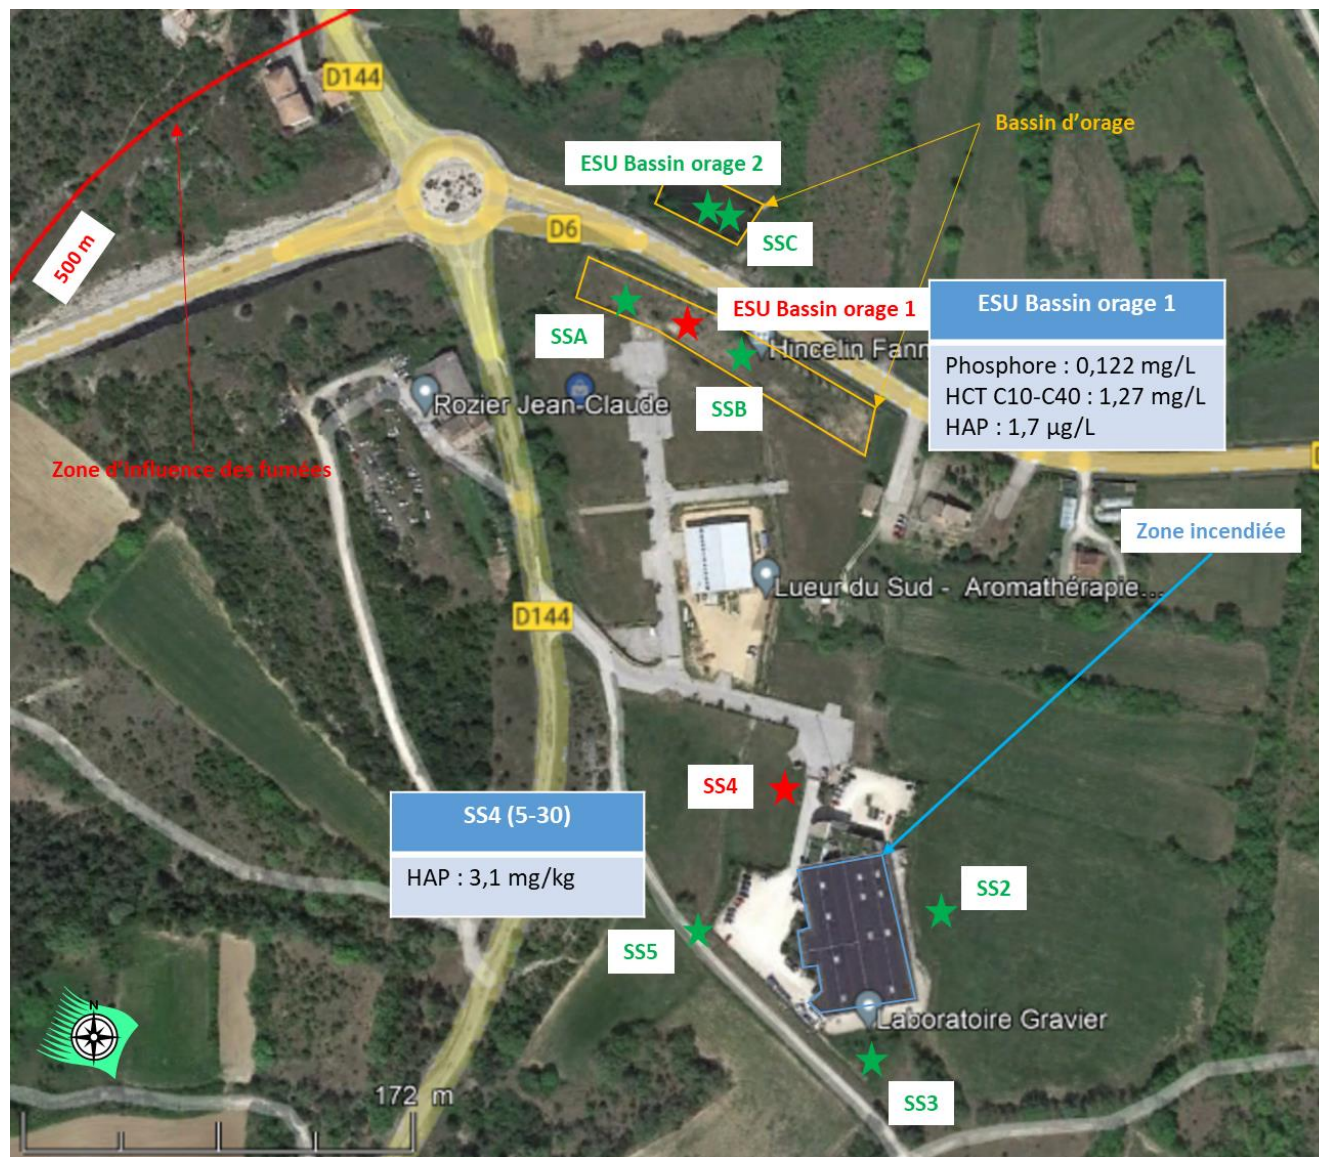 D144
Bassin d'orage
ESU Bassin orage 2
D6
SSC
500 m
ESU Bassin orage 1
ESU Bassin orage 1
SSA
Hincelin Fann
Phosphore : 0,122 mg/L
HCT C10-C40 : 1,27 mg/L
HAP : 1,7 µg/L
Rozier Jean-Claude
SSB
Zone d'influence des fumées
Zone incendiée
Lueur du Sud - Aromathérapie...
D144
SS4
SS4 (5-30)
HAP : 3,1 mg/kg
SS2
SS5
N
Laboratoire Gravier
172 m
SS3